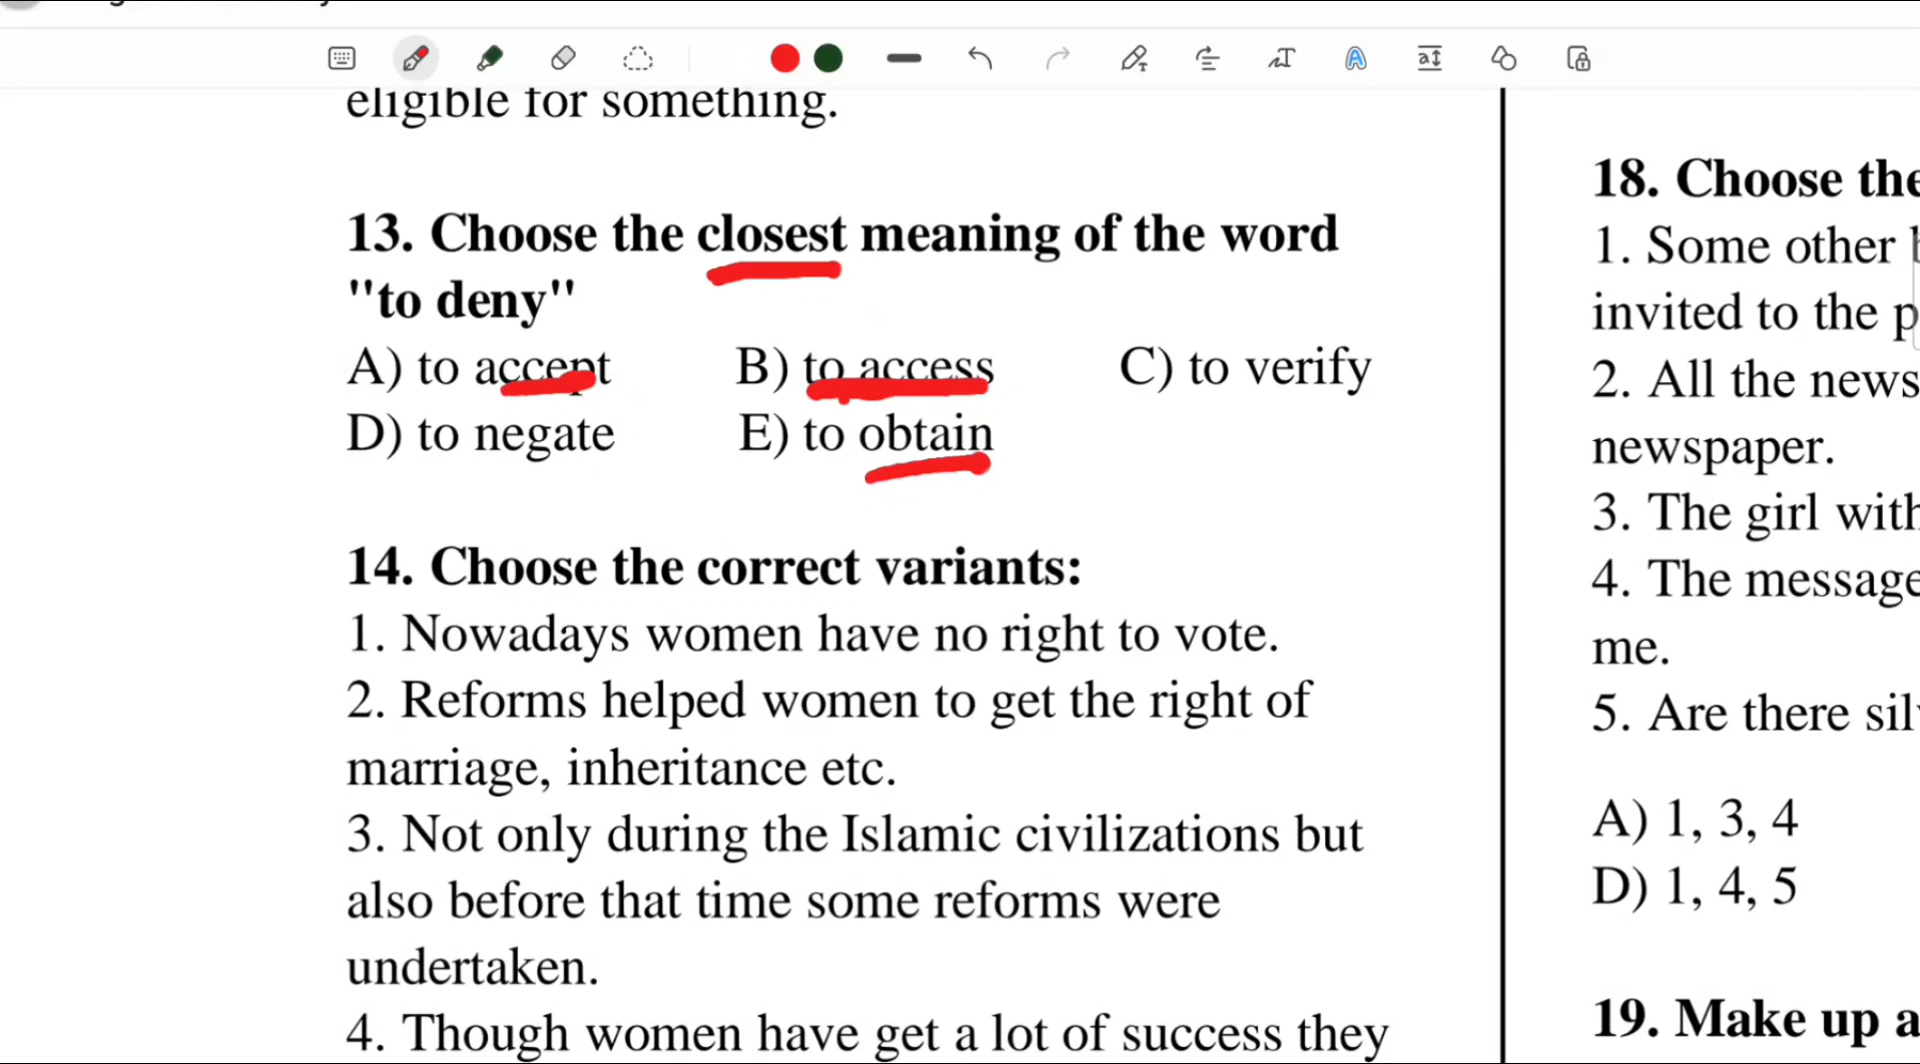 eligible for something.
13. Choose the closest meaning of the word
"to deny"
A) to accept B) to access C) to verify
D) to negate E) to obtain
14. Choose the correct variants:
1. Nowadays women have no right to vote.
2. Reforms helped women to get the right of
marriage, inheritance etc.
3. Not only during the Islamic civilizations but
also before that time some reforms were
undertaken.
4. Though women have get a lot of success they
18. Choose the
1. Some other
invited to the
2. All the news
newspaper.
3. The girl with
4. The message
me.
5. Are there
A) 1, 3, 4
D) 1, 4, 5
19. Make up a